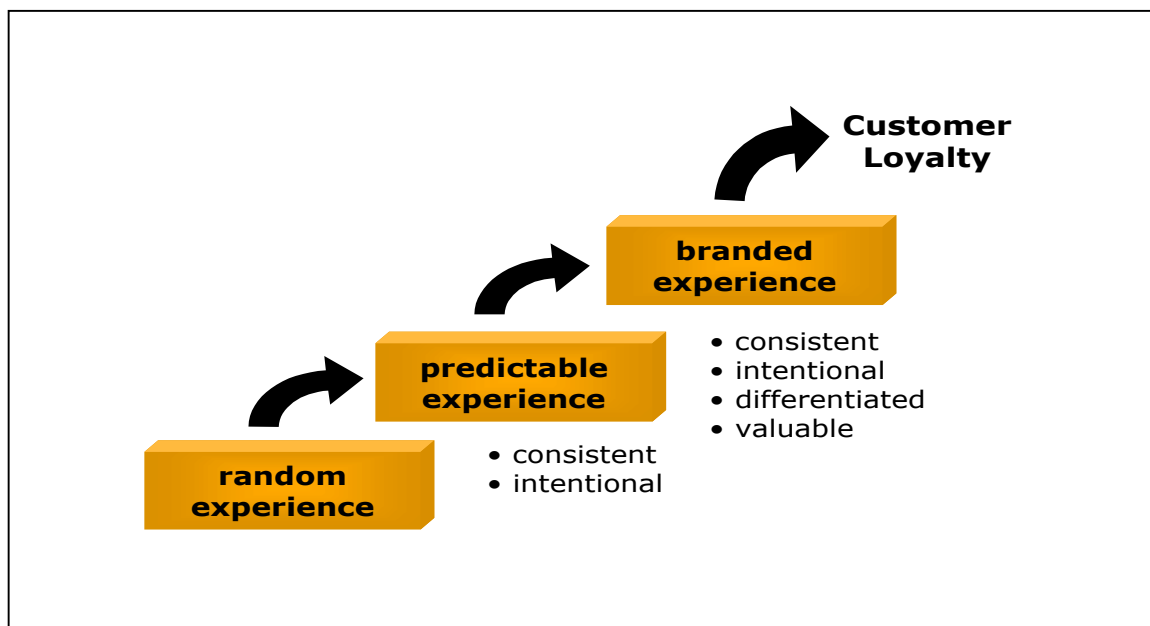 Customer
Loyalty
branded
experience
• consistent
• intentional
• differentiated
• valuable
predictable
experience
• consistent
• intentional
random
experience